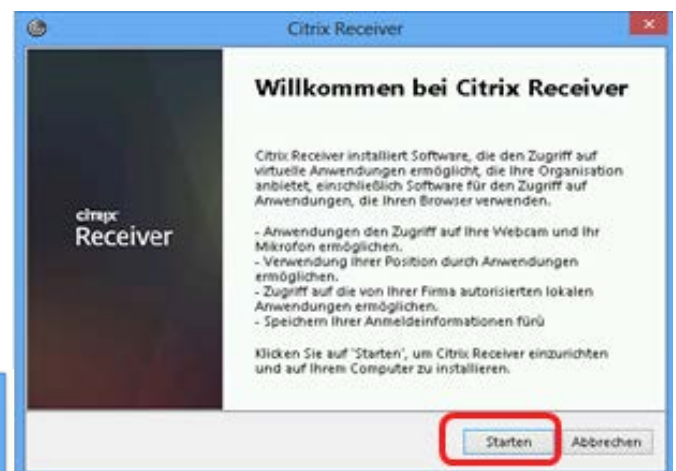 Citrix Receiver
citrix
Receiver
Willkommen bei Citrix Receiver
Citrix Receiver installiert Software, die den Zugriff auf
virtuelle Anwendungen ermöglicht, die Ihre Organisation
anbietet, einschließlich Software für den Zugriff auf
Anwendungen, die Ihren Browser verwenden.
- Anwendungen den Zugriff auf Ihre Webcam und Ihr
Mikrofon ermöglichen.
- Verwendung Ihrer Position durch Anwendungen
ermöglichen.
- Zugriff auf die von Ihrer Firma autorisierten lokalen
Anwendungen ermöglichen.
- Speichern Ihrer Anmeldeinformationen fürü
Klicken Sie auf 'Starten', um Citrix Receiver einzurichten
und auf Ihrem Computer zu installieren.
Starten
Abbrechen